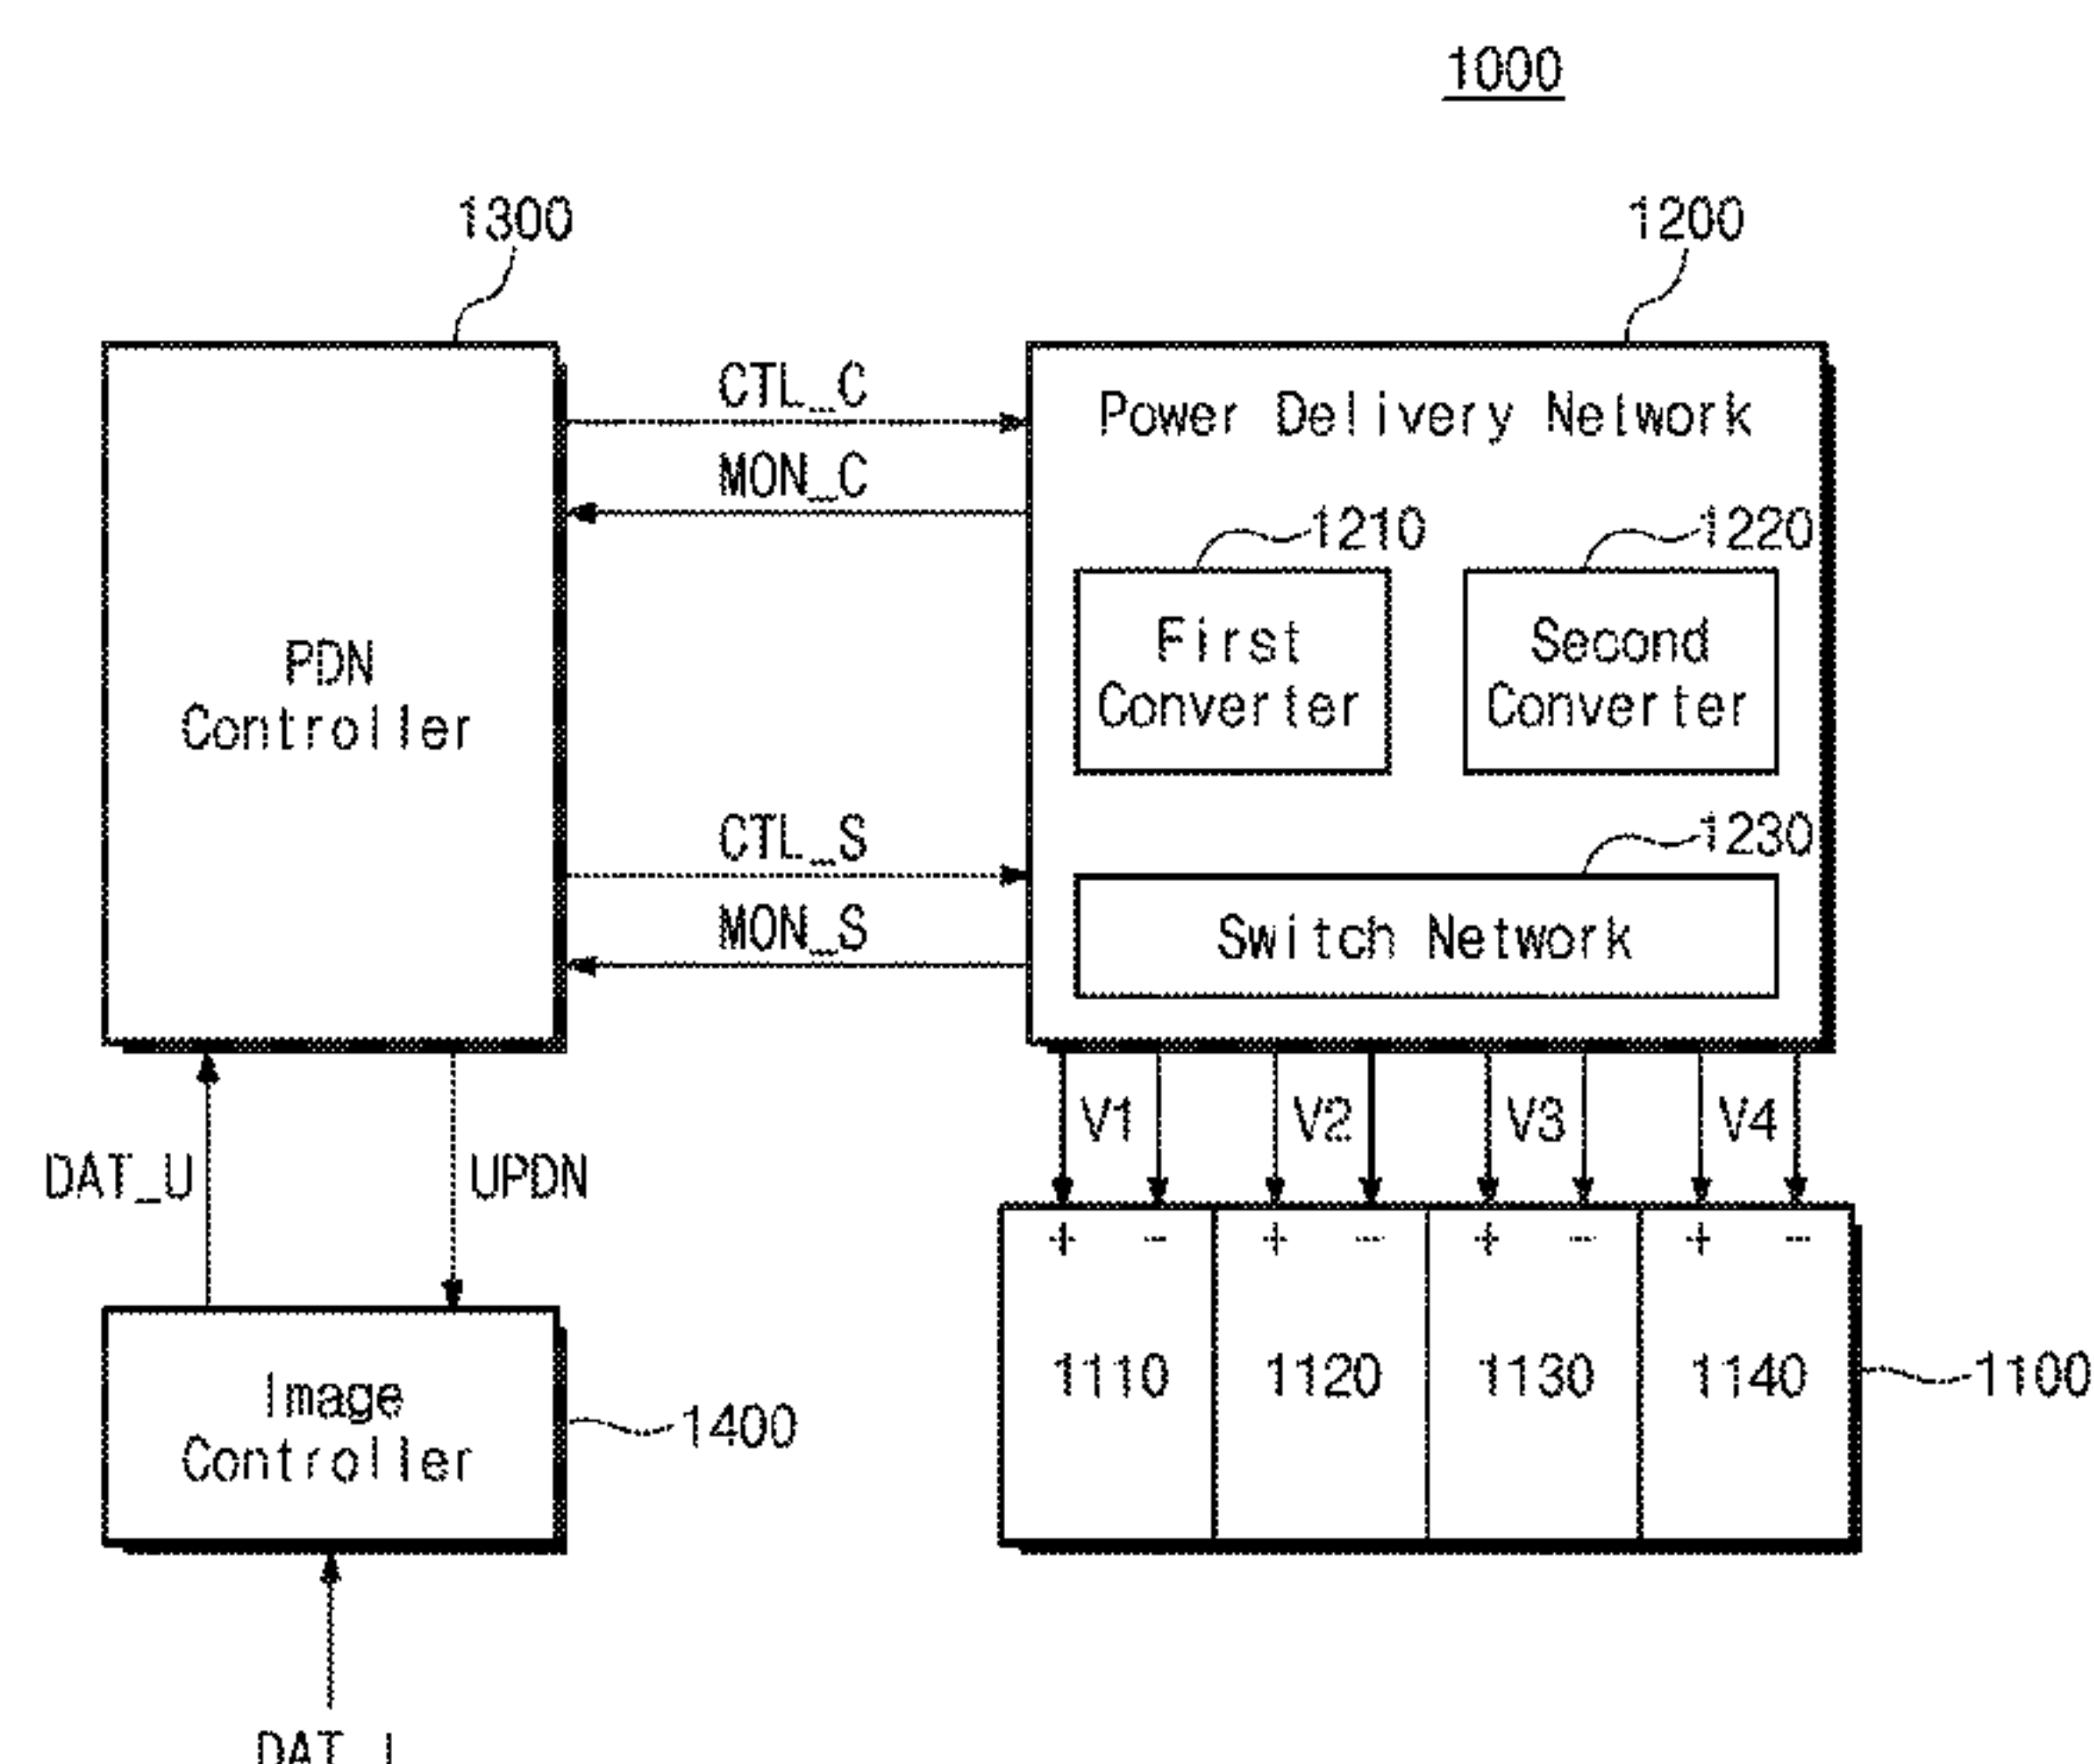 1000
1300
1200
CTL_C
Power Delivery Network
MON_C
1210
1220
First
Converter
Second
Converter
PDN
Controller
CTL_S
1230
MON_S
Switch Network
V1
V2
V3
V4
DAT_U
UPDN
+ - + - + - + -
1110
1120
1130
1140
1100
Image
Controller
1400